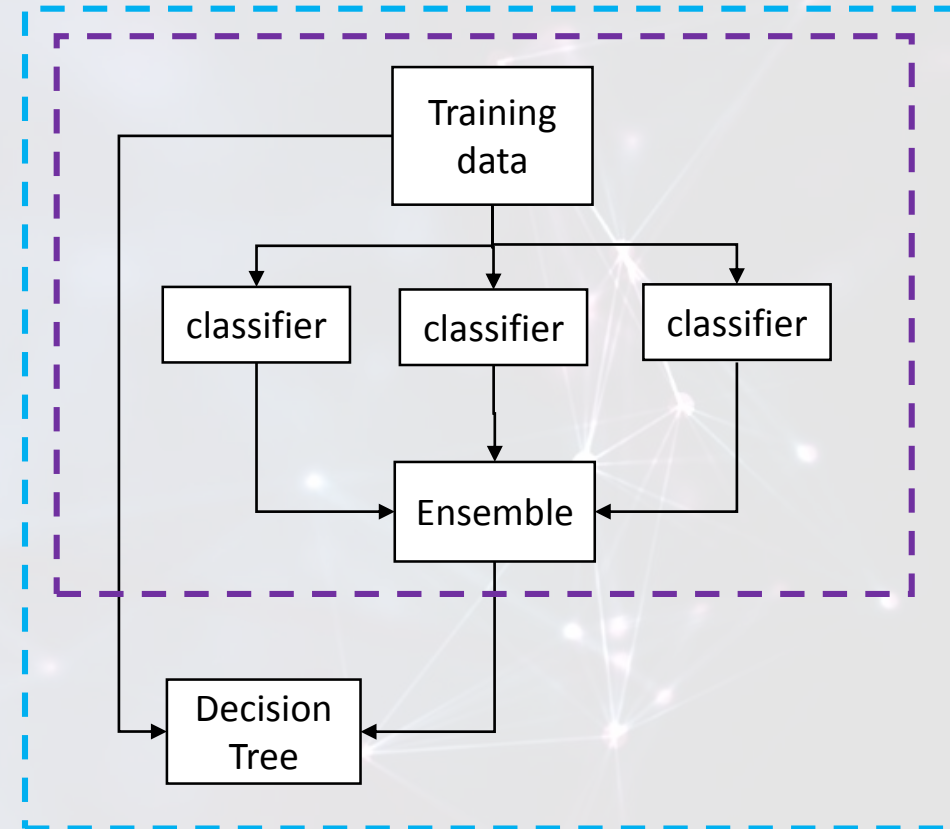 Training
data
classifier
classifier
classifier
Ensemble
Decision
Tree